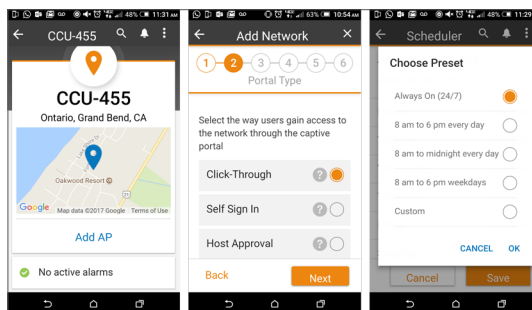 48% 11:31 AM
CCU-455
CCU-455
Ontario, Grand Bend, CA
Oakwood Resort
Google
Map data ©2017 Google Terms of Use
Add AP
No active alarms
63% 10:54 AM
Add Network
1 2 3 4 5 6
Portal Type
Select the way users gain access to
the network through the captive
portal
Click-Through ?
Self Sign In ?
Host Approval ?
Back Next
48% 11:29
Scheduler
Choose Preset
Always On (24/7)
8 am to 6 pm every day
8 am to midnight every day
8 am to 6 pm weekdays
Custom
CANCEL OK
Cancel Save